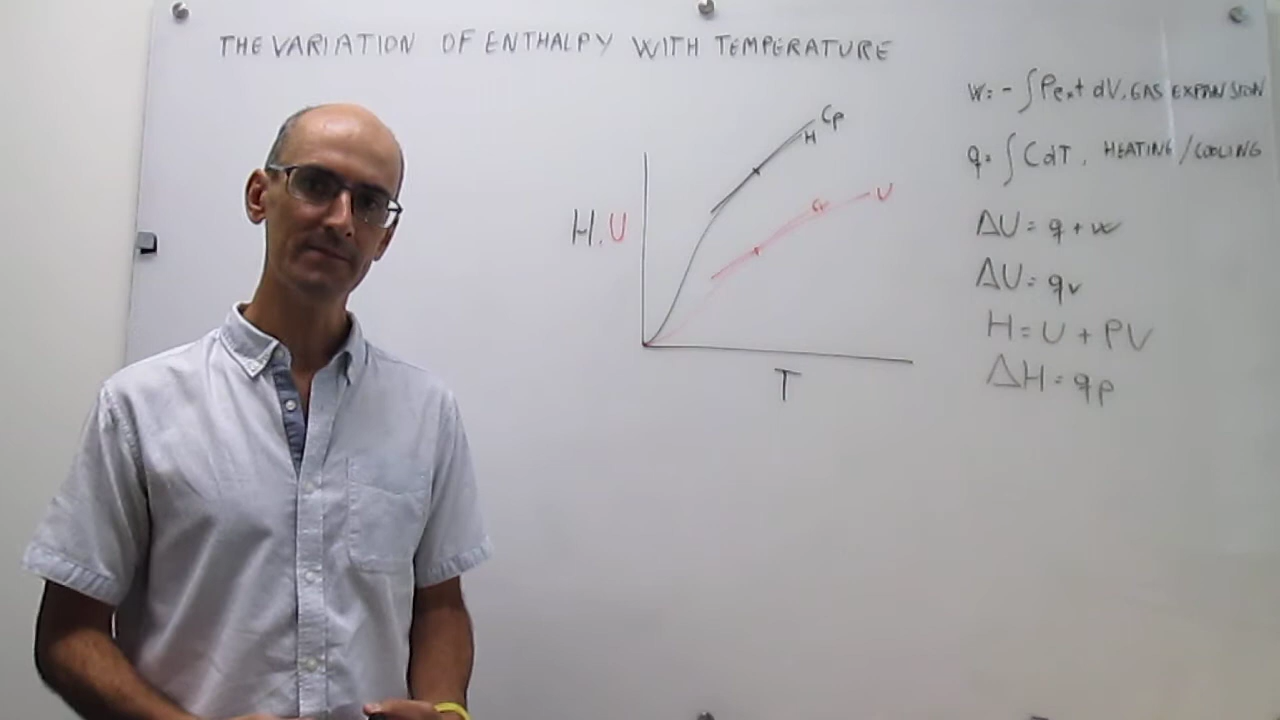 THE VARIATION OF ENTHALPY WITH TEMPERATURE
W = - ∫ Pext dV, GAS EXPANSION
q = ∫ C dT, HEATING / COOLING
ΔU = q + w
ΔU = qv
H = U + PV
ΔH = qp
Cp
H
Cv
U
H, U
T